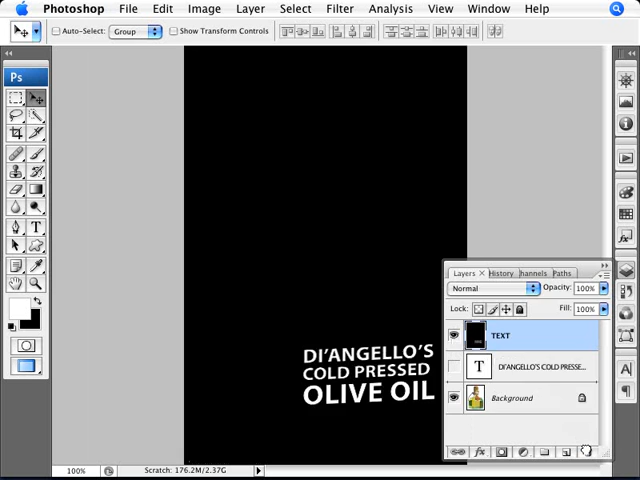 Photoshop File Edit Image Layer Select Filter Analysis View Window Help
Auto-Select: Group Show Transform Controls
Ps
Layers × History hannels Paths
Normal Opacity: 100%
Lock: Fill: 100%
TEXT
T DI'ANGELLO'S COLD PRESSE...
Background
DI'ANGELLO'S
COLD PRESSED
OLIVE OIL
100% Scratch: 176.2M/2.37G